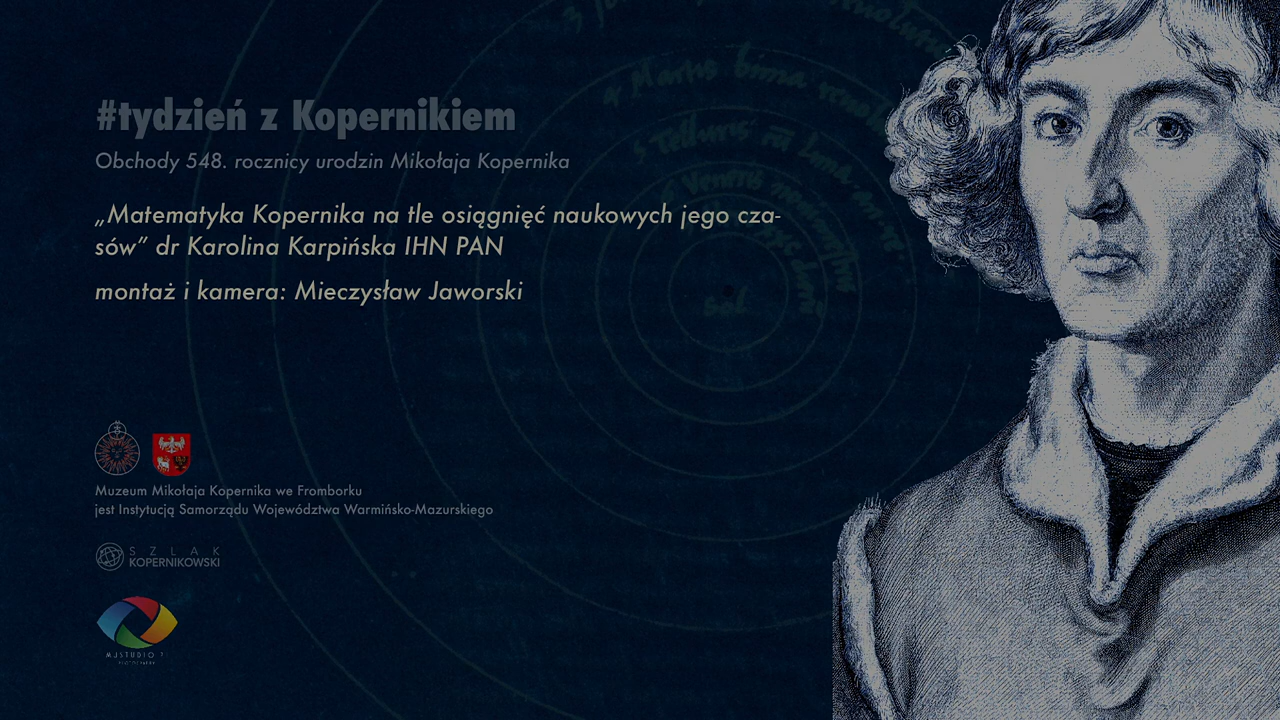 #tydzień z Kopernikiem
Obchody 548. rocznicy urodzin Mikołaja Kopernika
„Matematyka Kopernika na tle osiągnięć naukowych jego cza-
sów” dr Karolina Karpińska IHN PAN
montaż i kamera: Mieczysław Jaworski
Muzeum Mikołaja Kopernika we Fromborku
jest Instytucją Samorządu Województwa Warmińsko-Mazurskiego
SZLAK
KOPERNIKOWSKI
sol